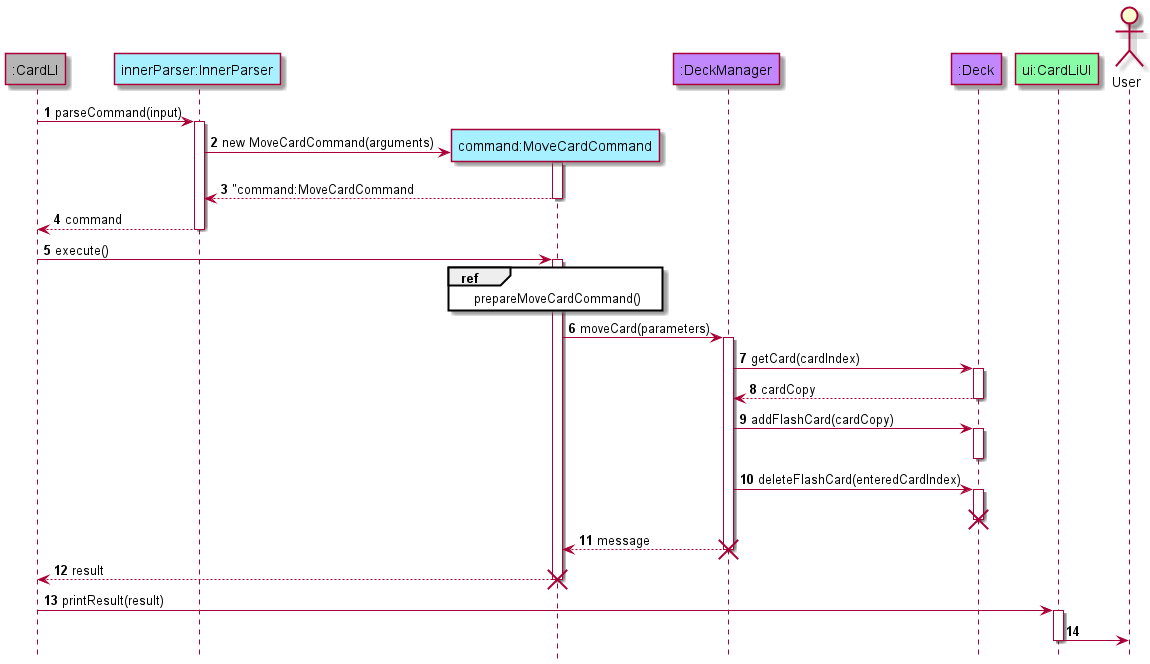 :CardLI
innerParser:InnerParser
:DeckManager
:Deck
ui:CardLiUI
User
1 parseCommand(input)
2 new MoveCardCommand(arguments)
command:MoveCardCommand
3 "command:MoveCardCommand
4 command
5 execute()
ref
prepareMoveCardCommand()
6 moveCard(parameters)
7 getCard(cardIndex)
8 cardCopy
9 addFlashCard(cardCopy)
10 deleteFlashCard(enteredCardIndex)
11 message
12 result
13 printResult(result)
14